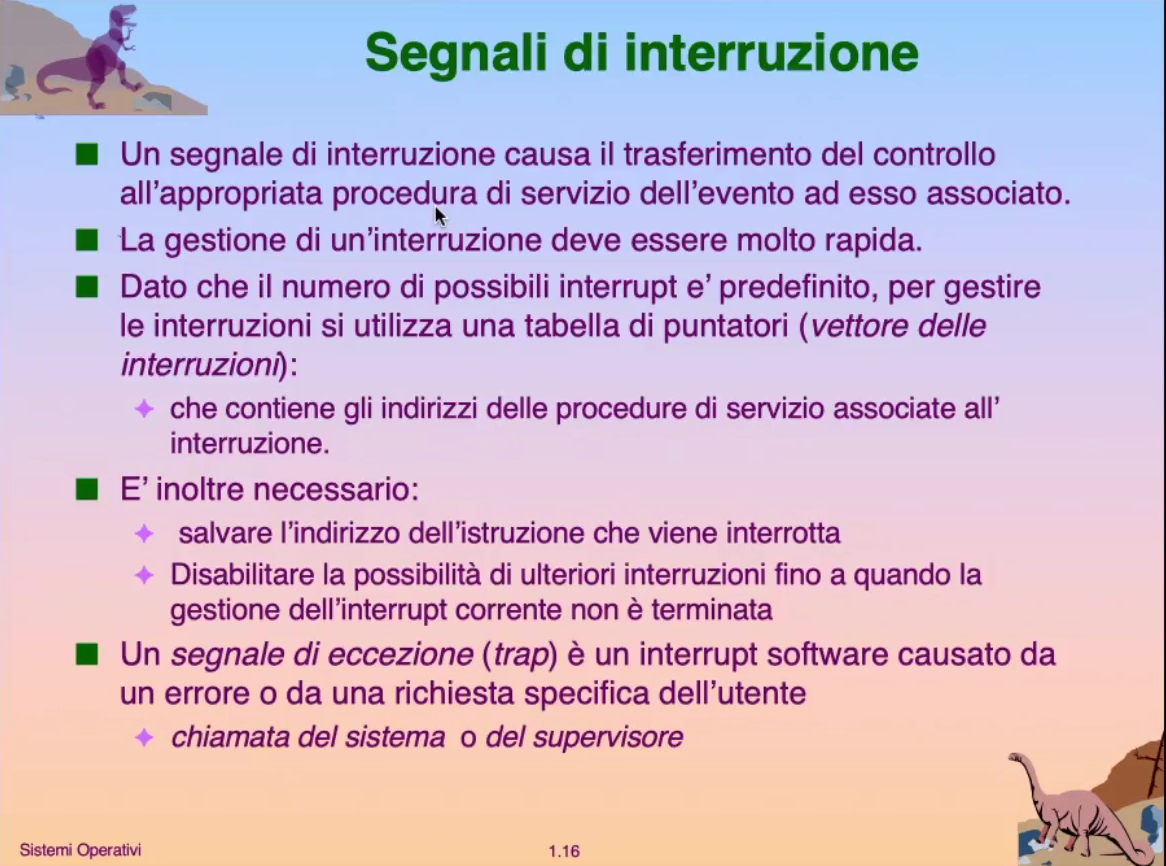 Segnali di interruzione
Un segnale di interruzione causa il trasferimento del controllo
all'appropriata procedura di servizio dell'evento ad esso associato.
La gestione di un'interruzione deve essere molto rapida.
Dato che il numero di possibili interrupt e' predefinito, per gestire
le interruzioni si utilizza una tabella di puntatori (vettore delle
interruzioni):
che contiene gli indirizzi delle procedure di servizio associate all'
interruzione.
E' inoltre necessario:
salvare l'indirizzo dell'istruzione che viene interrotta
Disabilitare la possibilità di ulteriori interruzioni fino a quando la
gestione dell'interrupt corrente non è terminata
Un segnale di eccezione (trap) è un interrupt software causato da
un errore o da una richiesta specifica dell'utente
chiamata del sistema o del supervisore
Sistemi Operativi
1.16